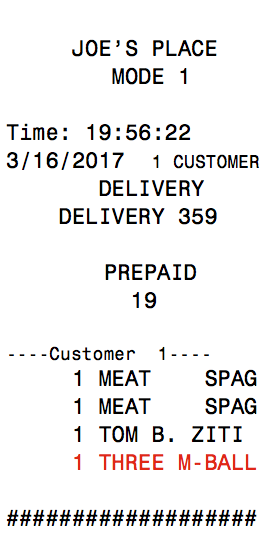 JOE'S PLACE
MODE 1
Time: 19:56:22
3/16/2017 1 CUSTOMER
DELIVERY
DELIVERY 359
PREPAID
19
----Customer 1----
1 MEAT SPAG
1 MEAT SPAG
1 TOM B. ZITI
1 THREE M-BALL
###################